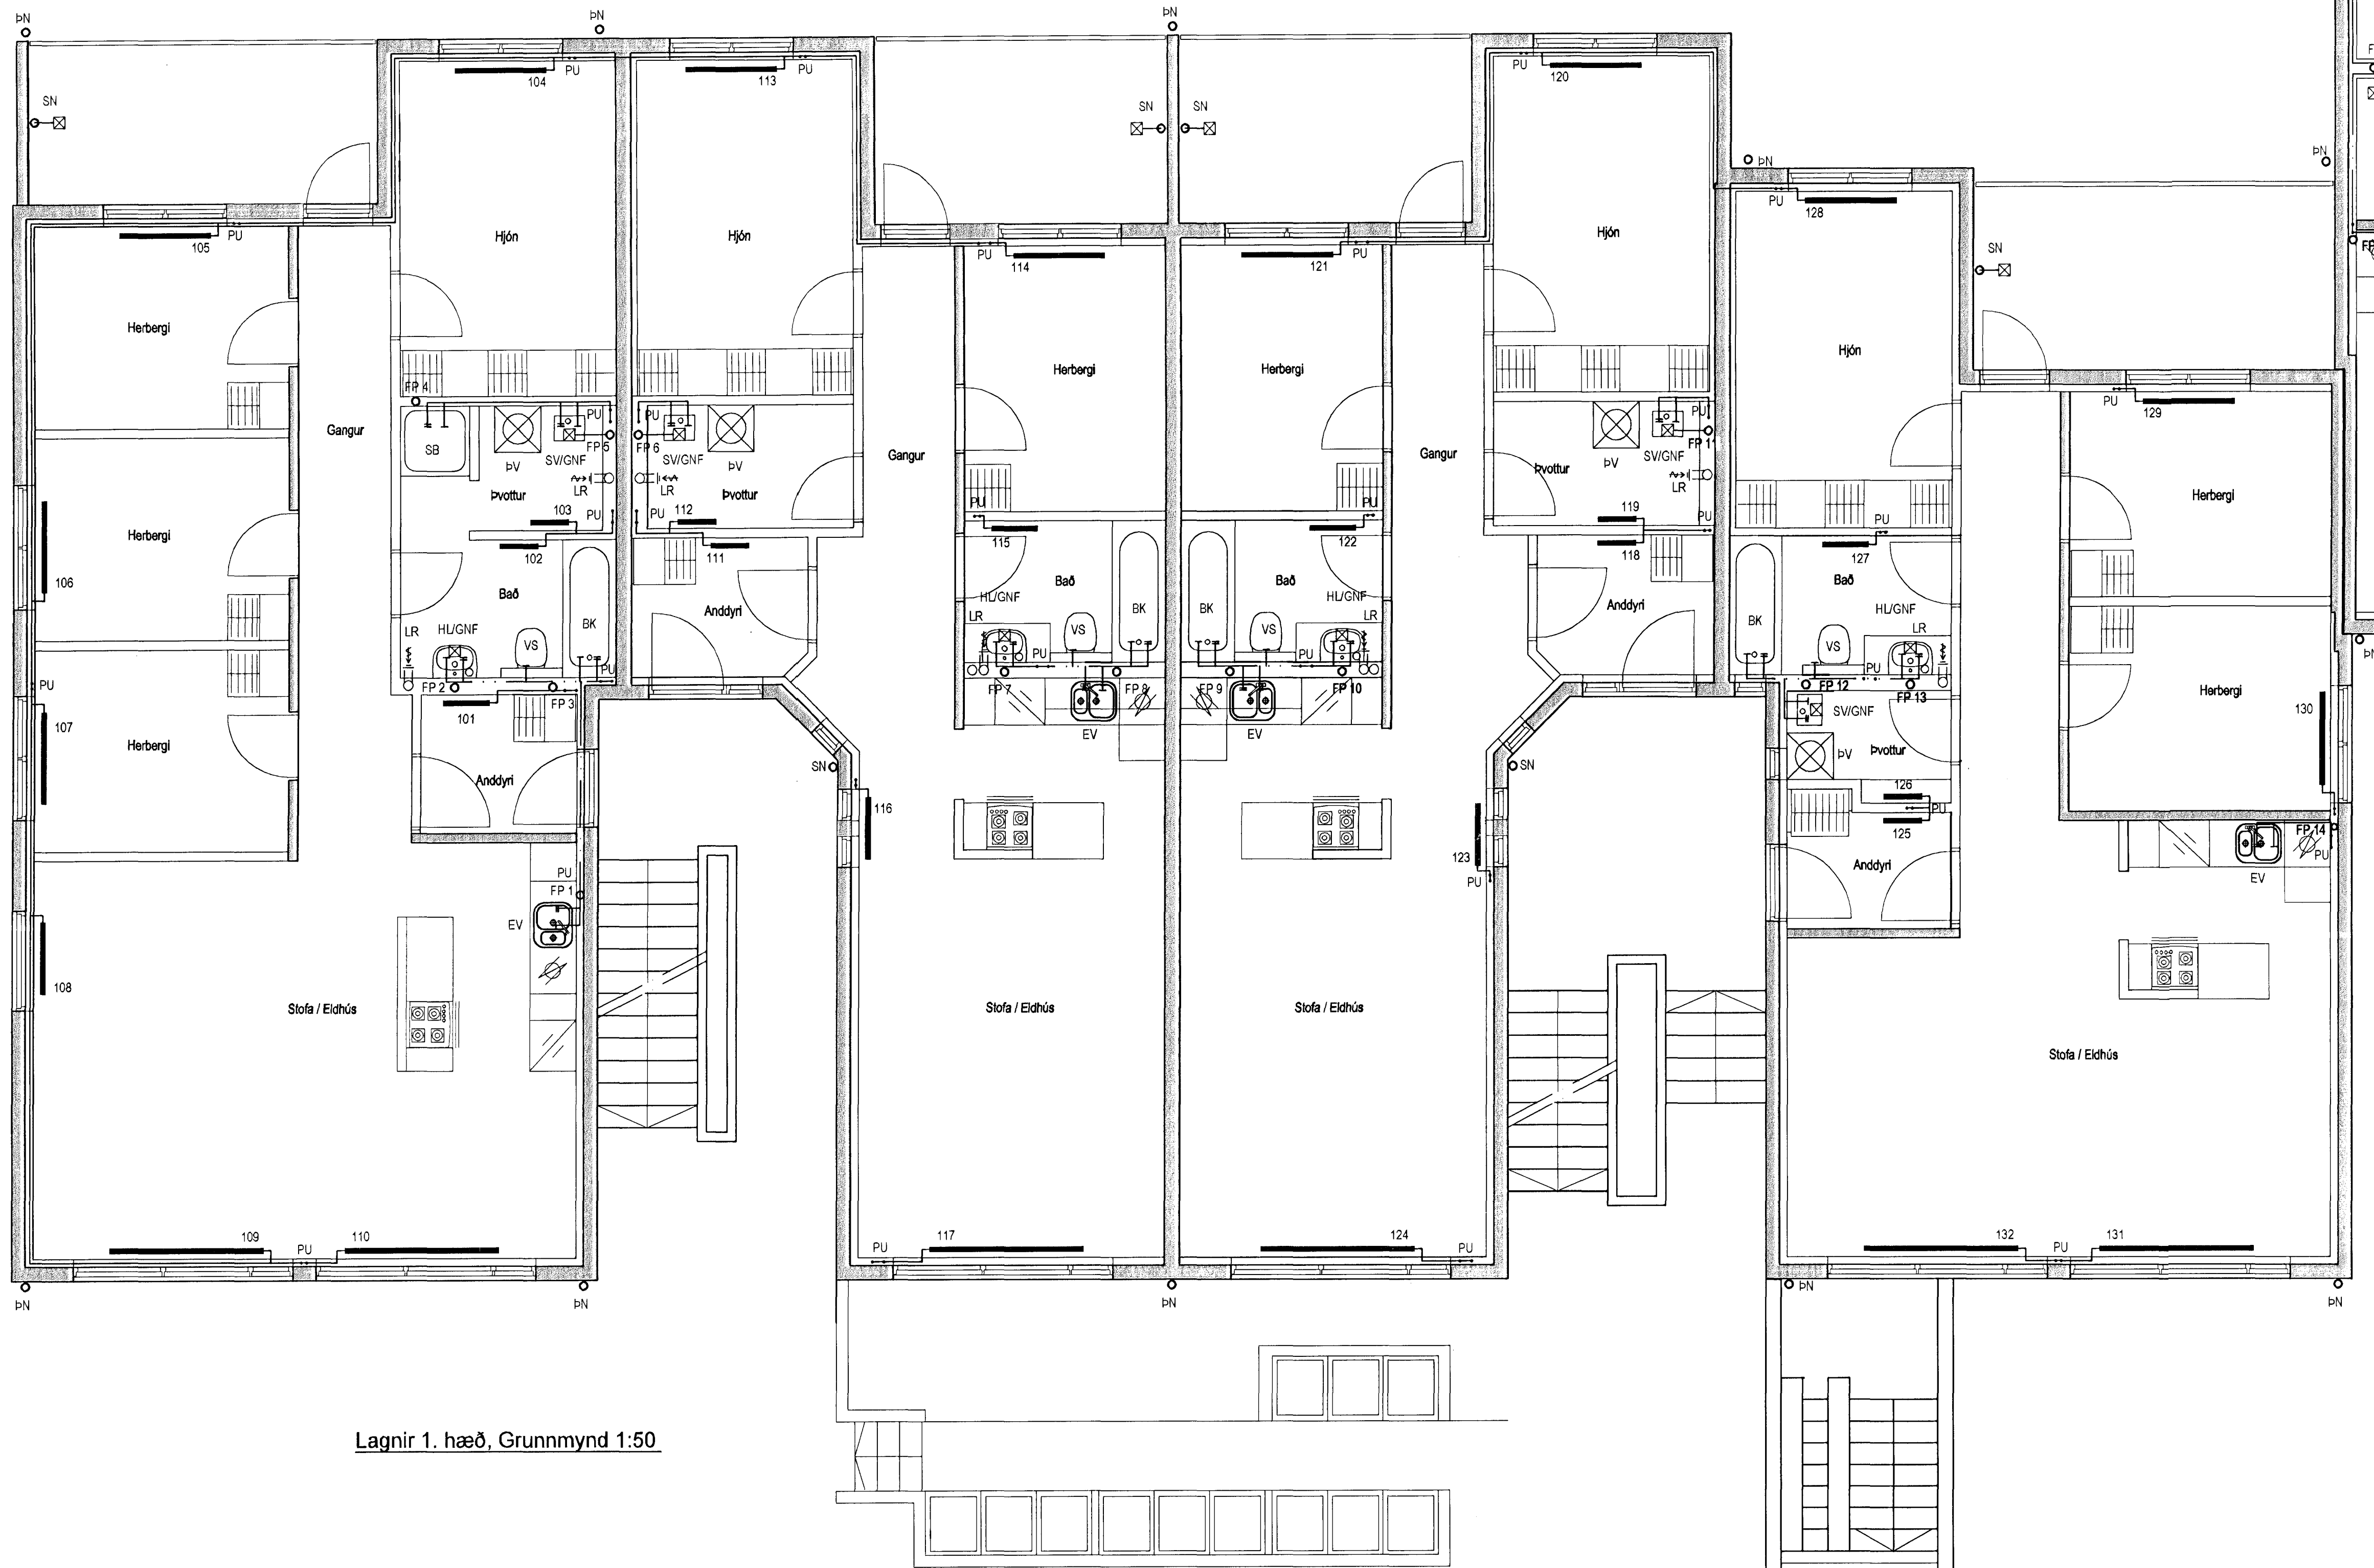 ÞN
ÞN
ÞN
104
PU
113
PU
PU
120
SN
SN
SN
ÞN
ÞN
PU
128
105
PU
Hjón
Hjón
Hjón
PU
114
121
PU
SN
Herbergi
Herbergi
Herbergi
Hjón
FP 4
PU
PU
PU
PU
129
Gangur
SB
FP 5
FP 6
FP 11
ÞV
SV/GNF
SV/GNF
ÞV
Gangur
Gangur
ÞV
SV/GNF
LR
LR
LR
Þvottur
Þvottur
Þvottur
Herbergi
Herbergi
103
PU
PU
112
PU
PU
119
PU
PU
102
111
115
122
118
127
106
Bað
Bað
Bað
Bað
Anddyri
Anddyri
HL/GNF
HL/GNF
HL/GNF
BK
BK
BK
BK
LR
HL/GNF
VS
LR
VS
VS
LR
VS
LR
PU
PU
PU
PU
PU
FP 2
FP 3
FP 7
FP 8
FP 9
FP 10
FP 12
FP 13
Herbergi
101
107
Herbergi
EV
EV
SV/GNF
130
ÞV
Þvottur
SN
SN
Anddyri
116
126
PU
125
FP 14
PU
123
PU
Anddyri
PU
FP 1
EV
EV
108
Stofa / Eldhús
Stofa / Eldhús
Stofa / Eldhús
Stofa / Eldhús
109
PU
110
PU
117
124
PU
132
PU
131
ÞN
ÞN
ÞN
ÞN
ÞN
Lagnir 1. hæð, Grunnmynd 1:50